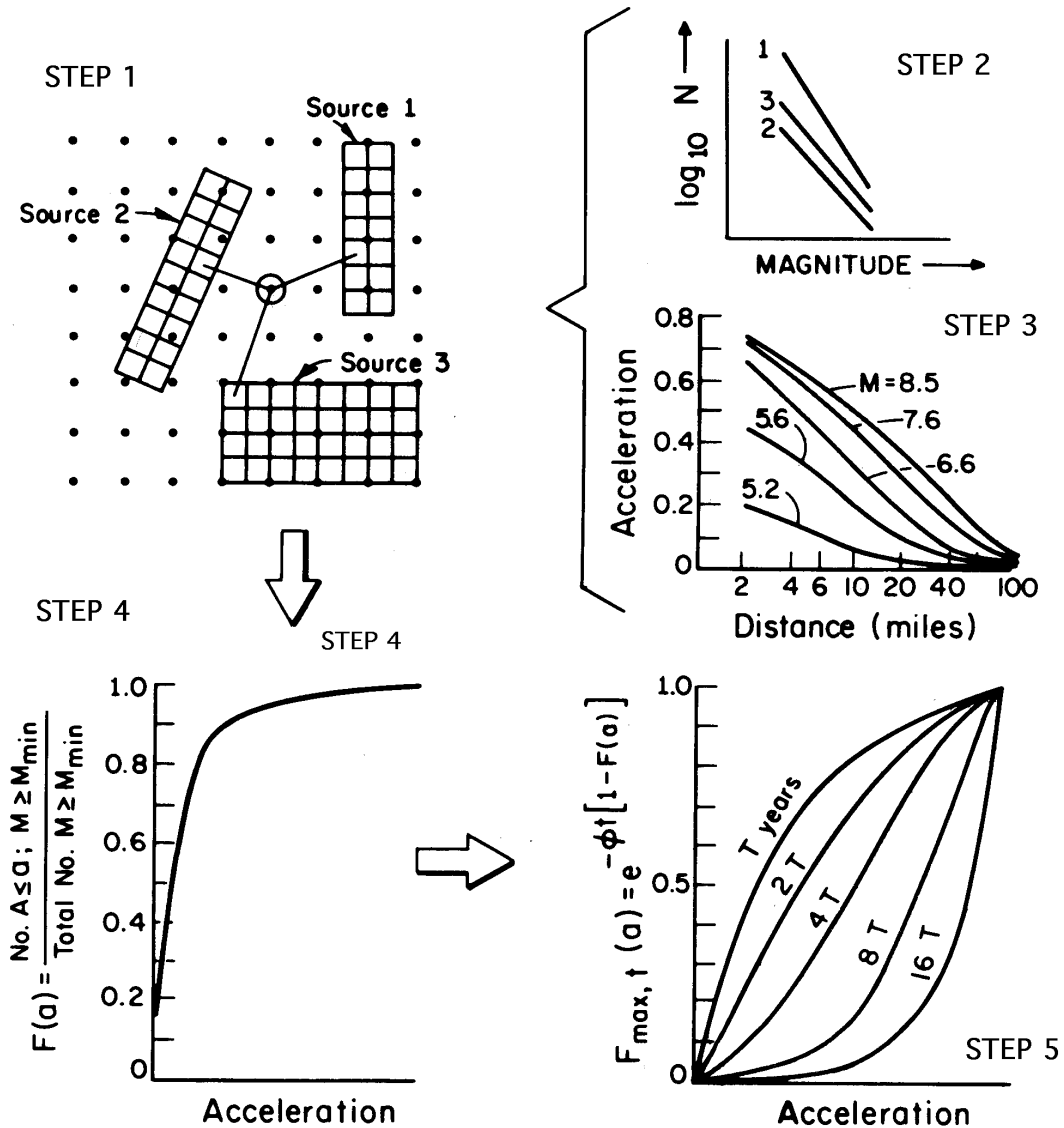 STEP 1
Source 1
Source 2
Source 3
STEP 2
log10 N
1
3
2
MAGNITUDE
STEP 3
Acceleration
0.8
0.6
0.4
0.2
0
M=8.5
7.6
6.6
5.6
5.2
2 4 6 10 20 40 100
Distance (miles)
STEP 4
STEP 4
F(a) = No. A≤a; M≥Mmin / Total No. M≥Mmin
1.0
0.8
0.6
0.4
0.2
0
Acceleration
Fmax, t (a) = e^-ϕt[1-F(a)]
1.0
0.5
0
T years
2T
4T
8T
16T
STEP 5
Acceleration